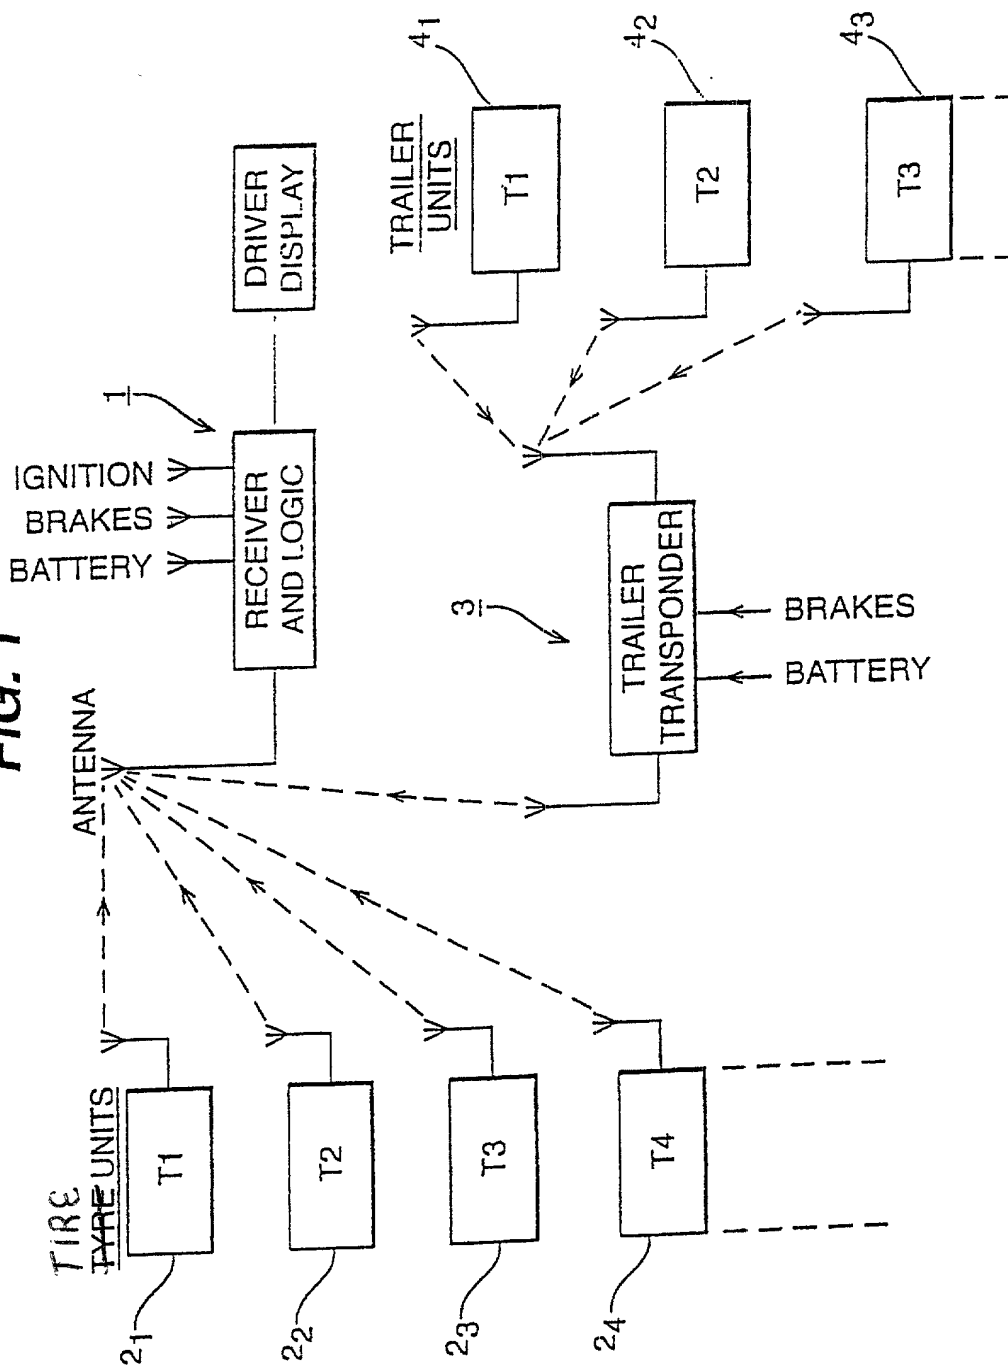 FIG. 1
TIRE
TYRE UNITS
ANTENNA
BATTERY
BRAKES
IGNITION
1
RECEIVER
AND LOGIC
DRIVER
DISPLAY
2₁
T1
2₂
T2
2₃
T3
2₄
T4
3
TRAILER
TRANSPONDER
BATTERY
BRAKES
TRAILER
UNITS
T1
4₁
T2
4₂
T3
4₃